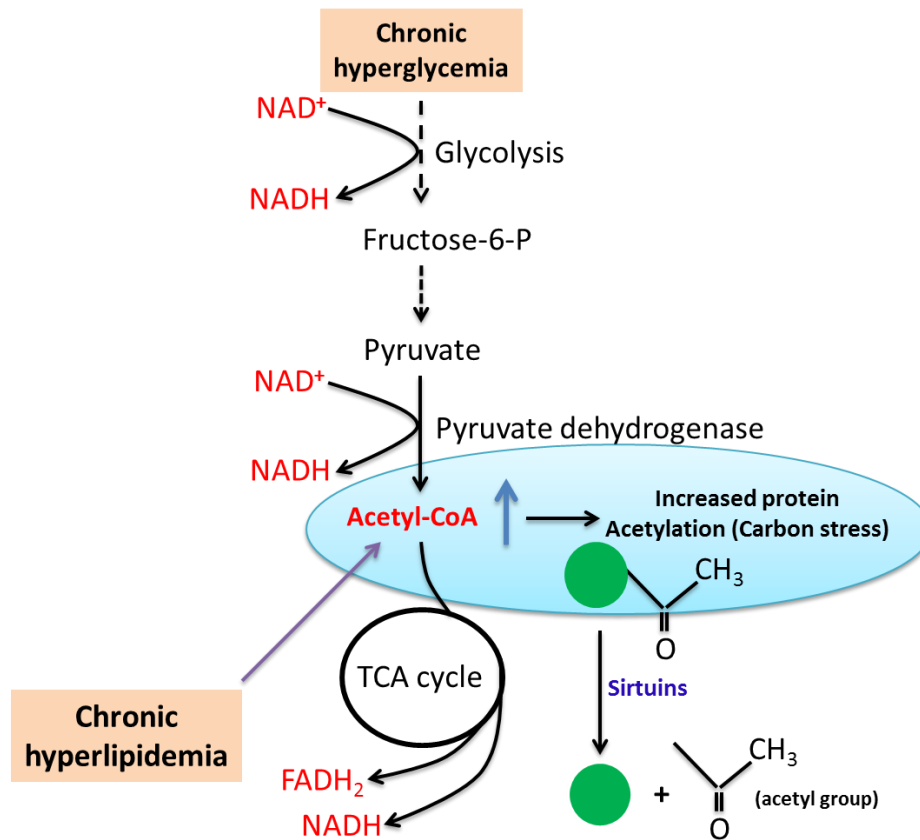 Chronic
hyperglycemia
NAD⁺
Glycolysis
NADH
Fructose-6-P
Pyruvate
NAD⁺
Pyruvate dehydrogenase
NADH
Acetyl-CoA
Increased protein
Acetylation (Carbon stress)
CH₃
O
TCA cycle
Sirtuins
Chronic
hyperlipidemia
FADH₂
NADH
+
CH₃
(acetyl group)
O